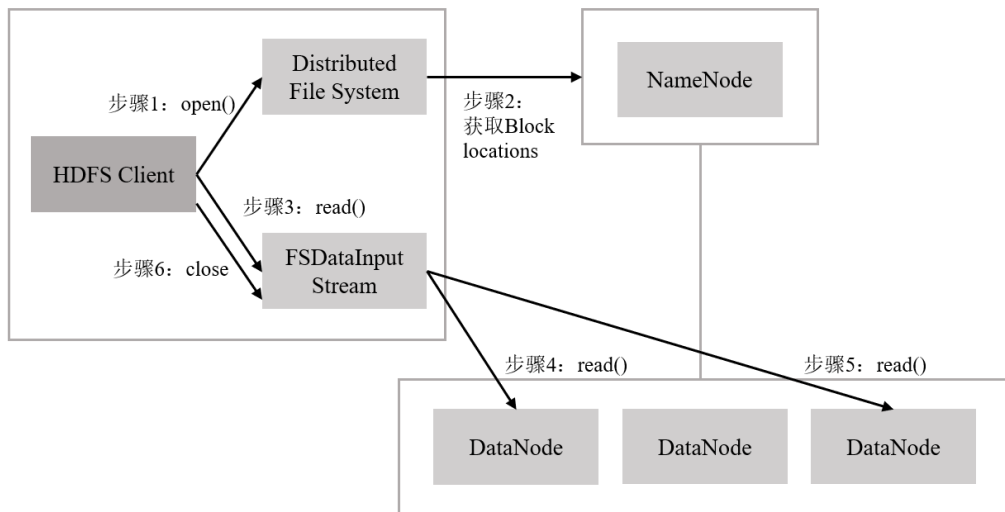 Distributed
File System
NameNode
步骤1：open()
步骤2：
获取Block
locations
HDFS Client
步骤3：read()
步骤6：close
FSDataInput
Stream
步骤4：read()
步骤5：read()
DataNode
DataNode
DataNode